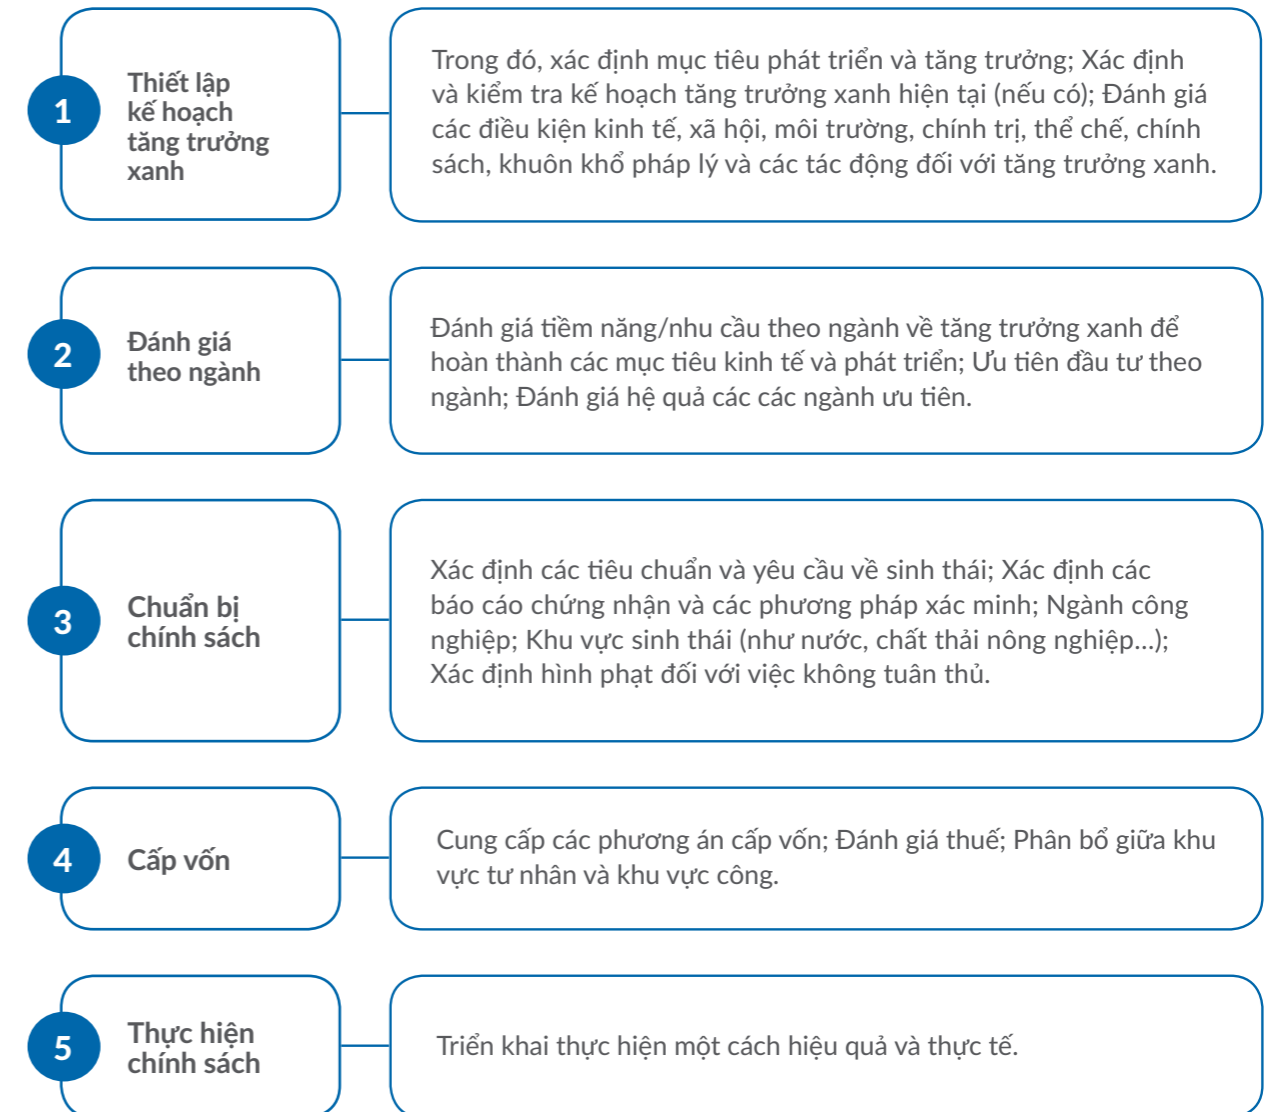 1
Thiết lập
kế hoạch
tăng trưởng
xanh
Trong đó, xác định mục tiêu phát triển và tăng trưởng; Xác định
và kiểm tra kế hoạch tăng trưởng xanh hiện tại (nếu có); Đánh giá
các điều kiện kinh tế, xã hội, môi trường, chính trị, thể chế, chính
sách, khuôn khổ pháp lý và các tác động đối với tăng trưởng xanh.
2
Đánh giá
theo ngành
Đánh giá tiềm năng/nhu cầu theo ngành về tăng trưởng xanh để
hoàn thành các mục tiêu kinh tế và phát triển; Ưu tiên đầu tư theo
ngành; Đánh giá hệ quả các các ngành ưu tiên.
3
Chuẩn bị
chính sách
Xác định các tiêu chuẩn và yêu cầu về sinh thái; Xác định các
báo cáo chứng nhận và các phương pháp xác minh; Ngành công
nghiệp; Khu vực sinh thái (như nước, chất thải nông nghiệp...);
Xác định hình phạt đối với việc không tuân thủ.
4
Cấp vốn
Cung cấp các phương án cấp vốn; Đánh giá thuế; Phân bổ giữa khu
vực tư nhân và khu vực công.
5
Thực hiện
chính sách
Triển khai thực hiện một cách hiệu quả và thực tế.